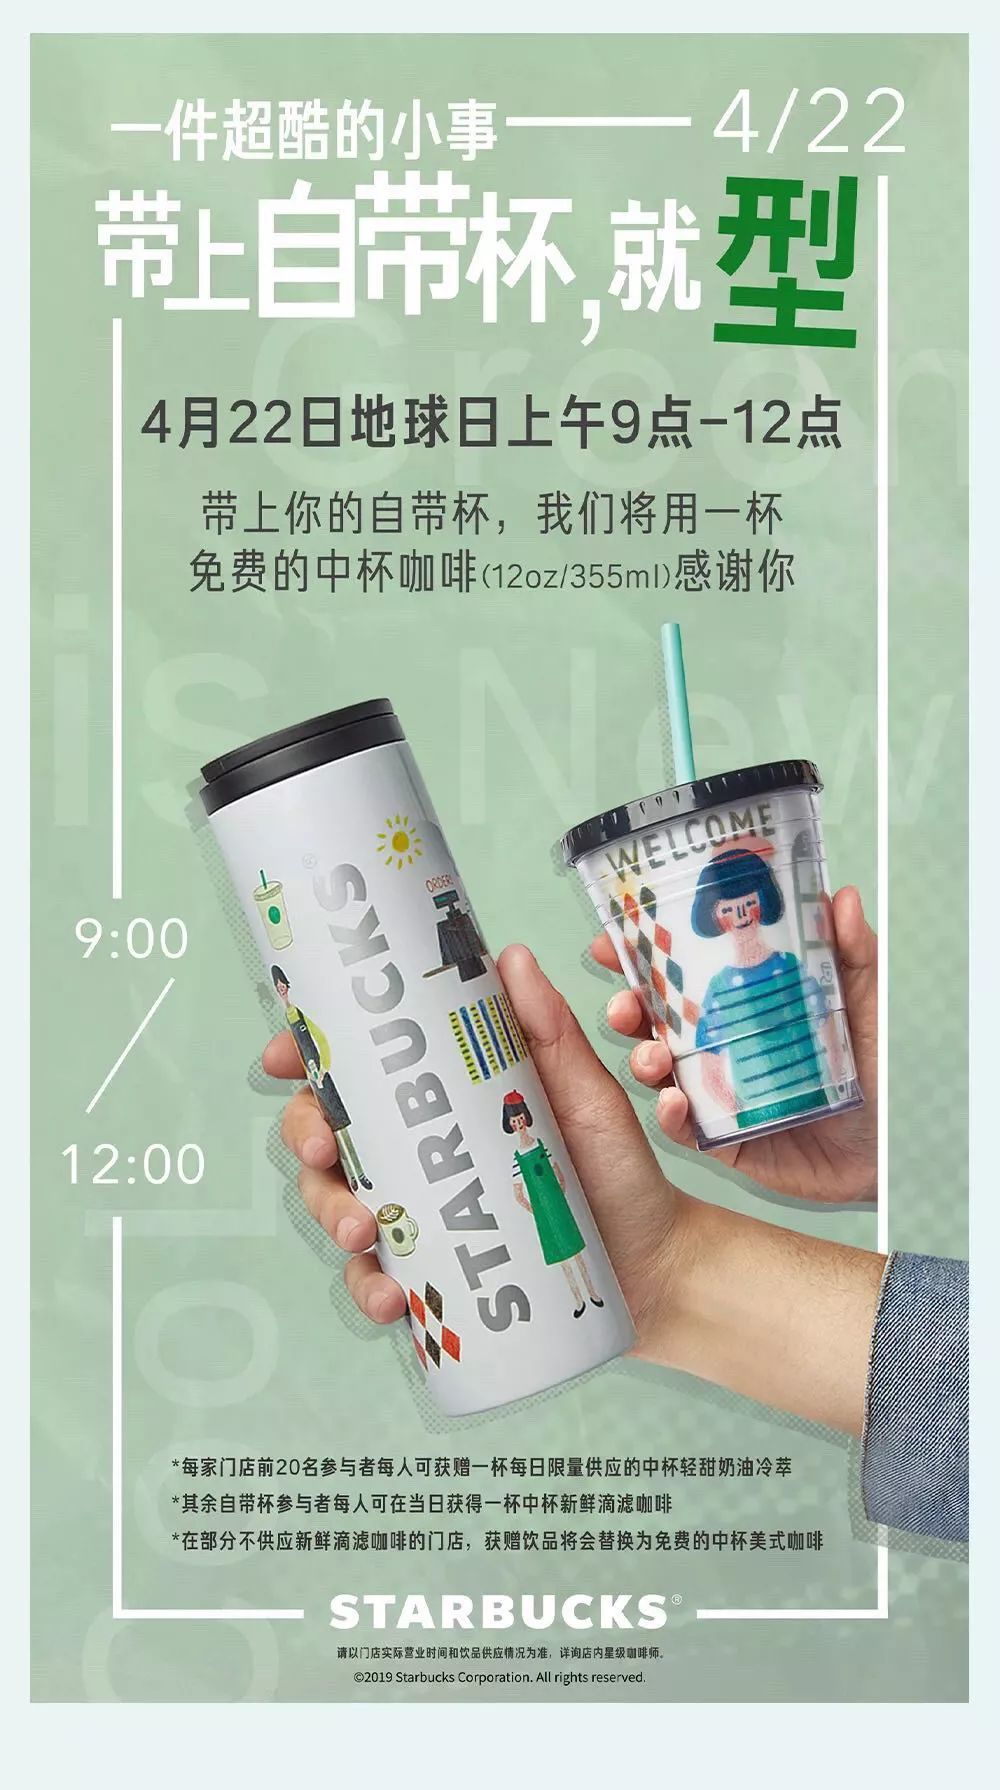 一件超酷的小事——4/22
带上自带杯,就型
4月22日地球日上午9点-12点
带上你的自带杯，我们将用一杯
免费的中杯咖啡(12oz/355ml)感谢你
Green
is New
Cool
WELCOME
ORDER!
STARBUCKS®
9:00
/
12:00
*每家门店前20名参与者每人可获赠一杯每日限量供应的中杯轻甜奶油冷萃
*其余自带杯参与者每人可在当日获得一杯中杯新鲜滴滤咖啡
*在部分不供应新鲜滴滤咖啡的门店，获赠饮品将会替换为免费的中杯美式咖啡
STARBUCKS®
请以门店实际营业时间和饮品供应情况为准，详询店内星级咖啡师。
©2019 Starbucks Corporation. All rights reserved.